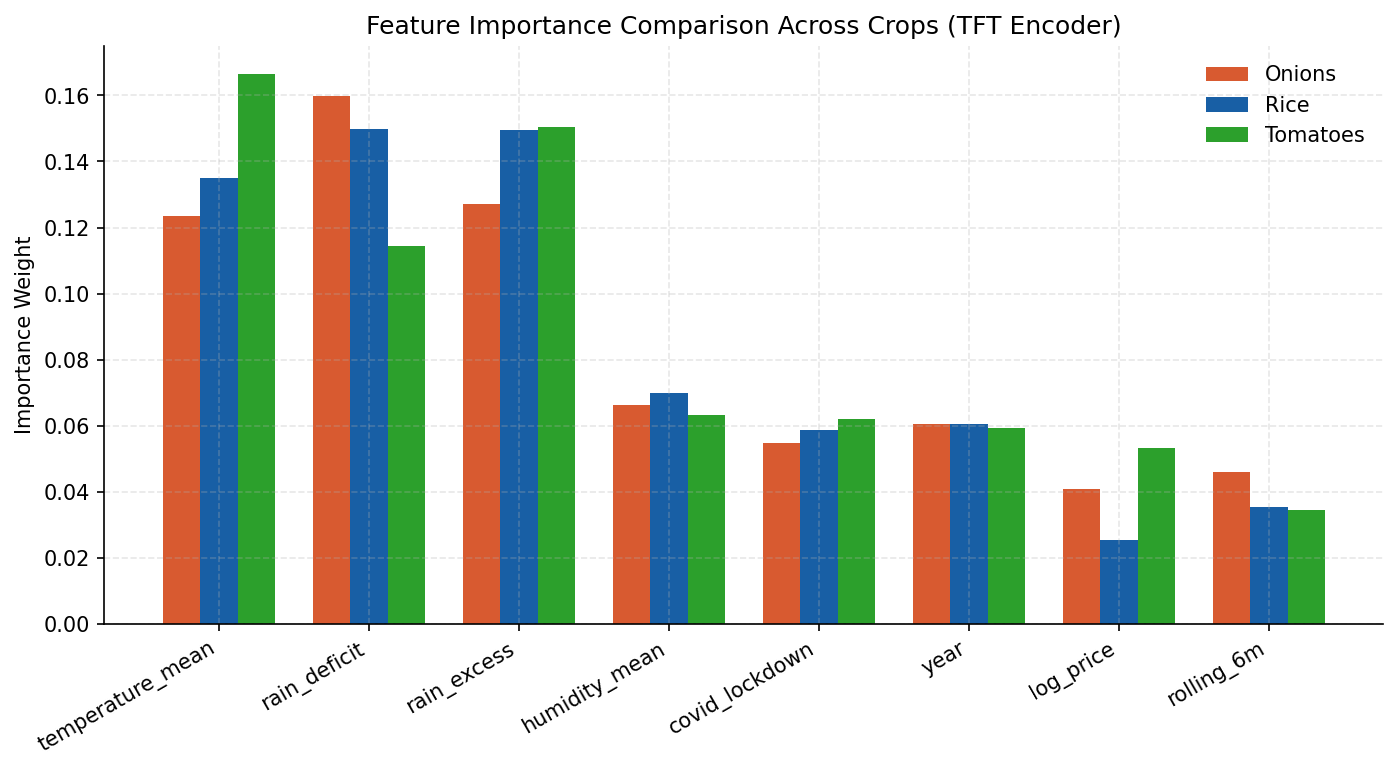 Feature Importance Comparison Across Crops (TFT Encoder)
Onions
Rice
Tomatoes
Importance Weight
0.16
0.14
0.12
0.10
0.08
0.06
0.04
0.02
0.00
temperature_mean
rain_deficit
rain_excess
humidity_mean
covid_lockdown
year
log_price
rolling_6m